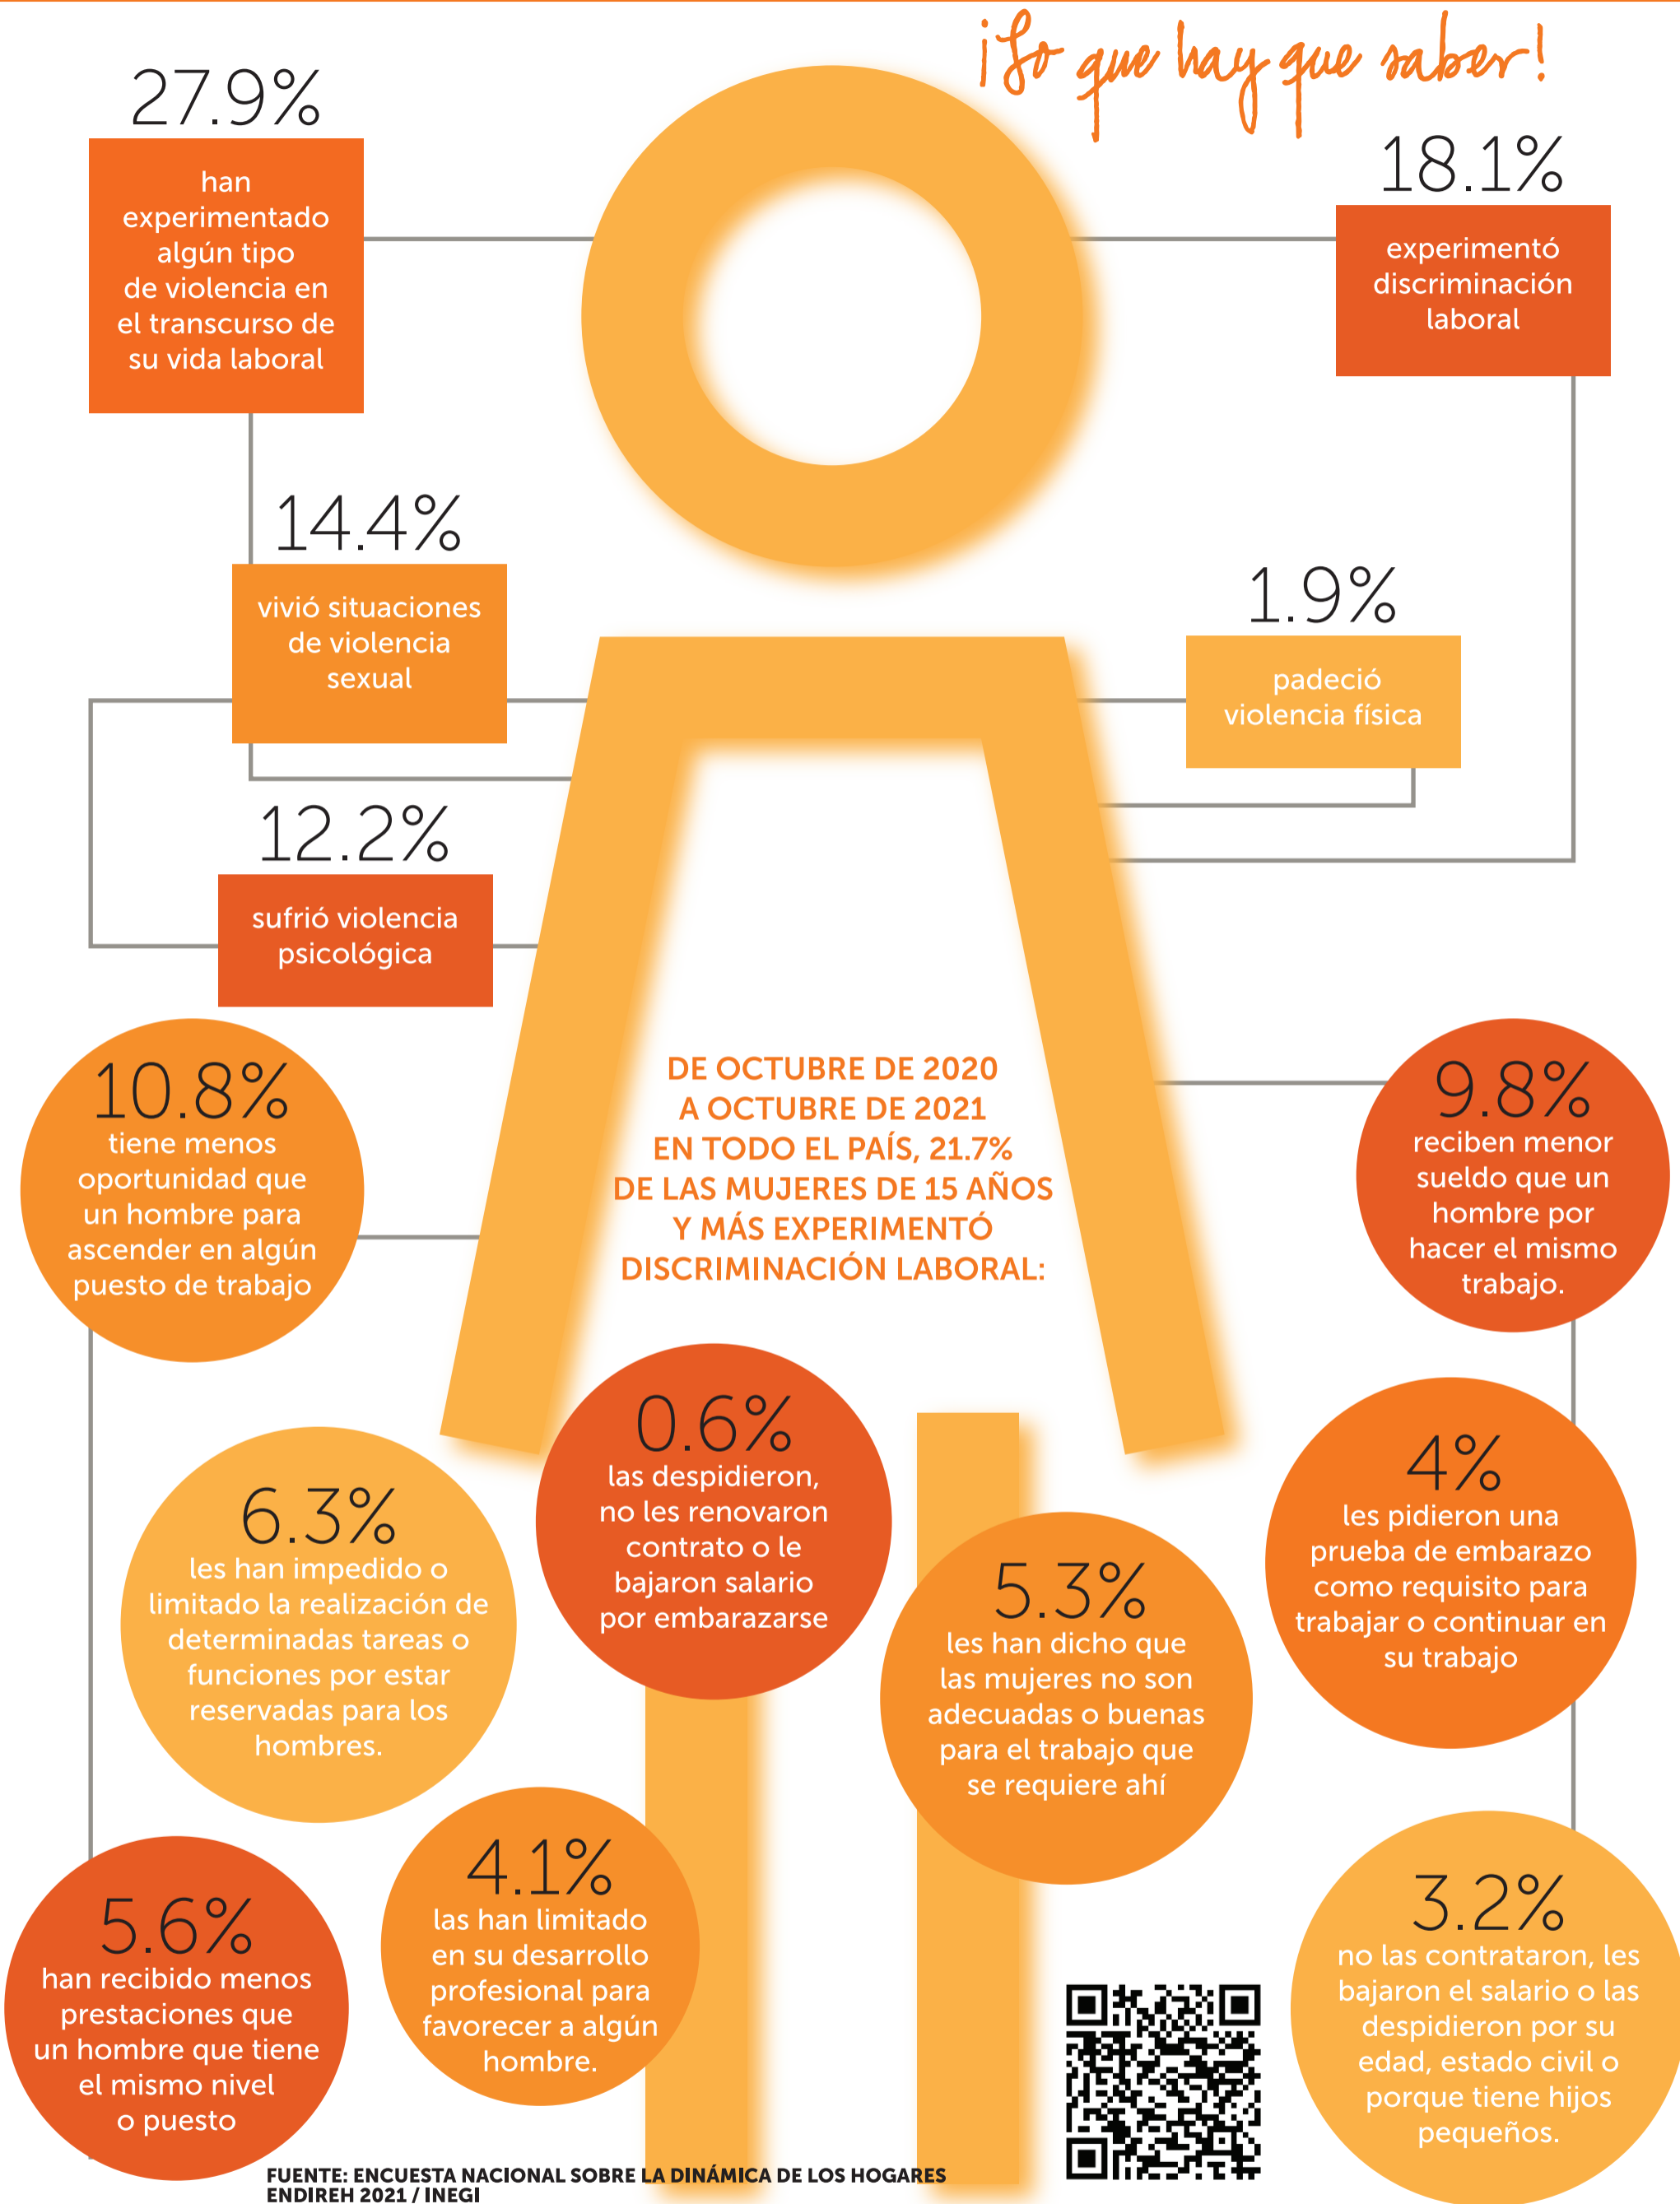 ¡Lo que hay que saber!
27.9%
han
experimentado
algún tipo
de violencia en
el transcurso de
su vida laboral
18.1%
experimentó
discriminación
laboral
14.4%
vivió situaciones
de violencia
sexual
1.9%
padeció
violencia física
12.2%
sufrió violencia
psicológica
DE OCTUBRE DE 2020
A OCTUBRE DE 2021
EN TODO EL PAÍS, 21.7%
DE LAS MUJERES DE 15 AÑOS
Y MÁS EXPERIMENTÓ
DISCRIMINACIÓN LABORAL:
10.8%
tiene menos
oportunidad que
un hombre para
ascender en algún
puesto de trabajo
9.8%
reciben menor
sueldo que un
hombre por
hacer el mismo
trabajo.
0.6%
las despidieron,
no les renovaron
contrato o le
bajaron salario
por embarazarse
4%
les pidieron una
prueba de embarazo
como requisito para
trabajar o continuar en
su trabajo
6.3%
les han impedido o
limitado la realización de
determinadas tareas o
funciones por estar
reservadas para los
hombres.
5.3%
les han dicho que
las mujeres no son
adecuadas o buenas
para el trabajo que
se requiere ahí
4.1%
las han limitado
en su desarrollo
profesional para
favorecer a algún
hombre.
5.6%
han recibido menos
prestaciones que
un hombre que tiene
el mismo nivel
o puesto
3.2%
no las contrataron, les
bajaron el salario o las
despidieron por su
edad, estado civil o
porque tiene hijos
pequeños.
FUENTE: ENCUESTA NACIONAL SOBRE LA DINÁMICA DE LOS HOGARES
ENDIREH 2021 / INEGI